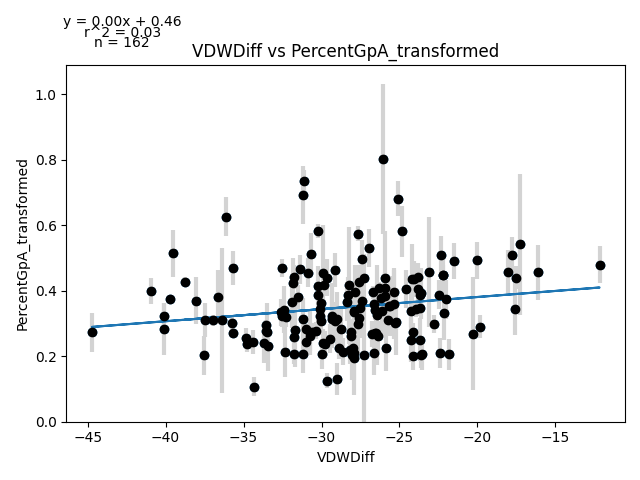 y = 0.00x + 0.46
r^2 = 0.03
n = 162
VDWDiff vs PercentGpA_transformed
PercentGpA_transformed
1.0
0.8
0.6
0.4
0.2
0.0
−45 −40 −35 −30 −25 −20 −15
VDWDiff